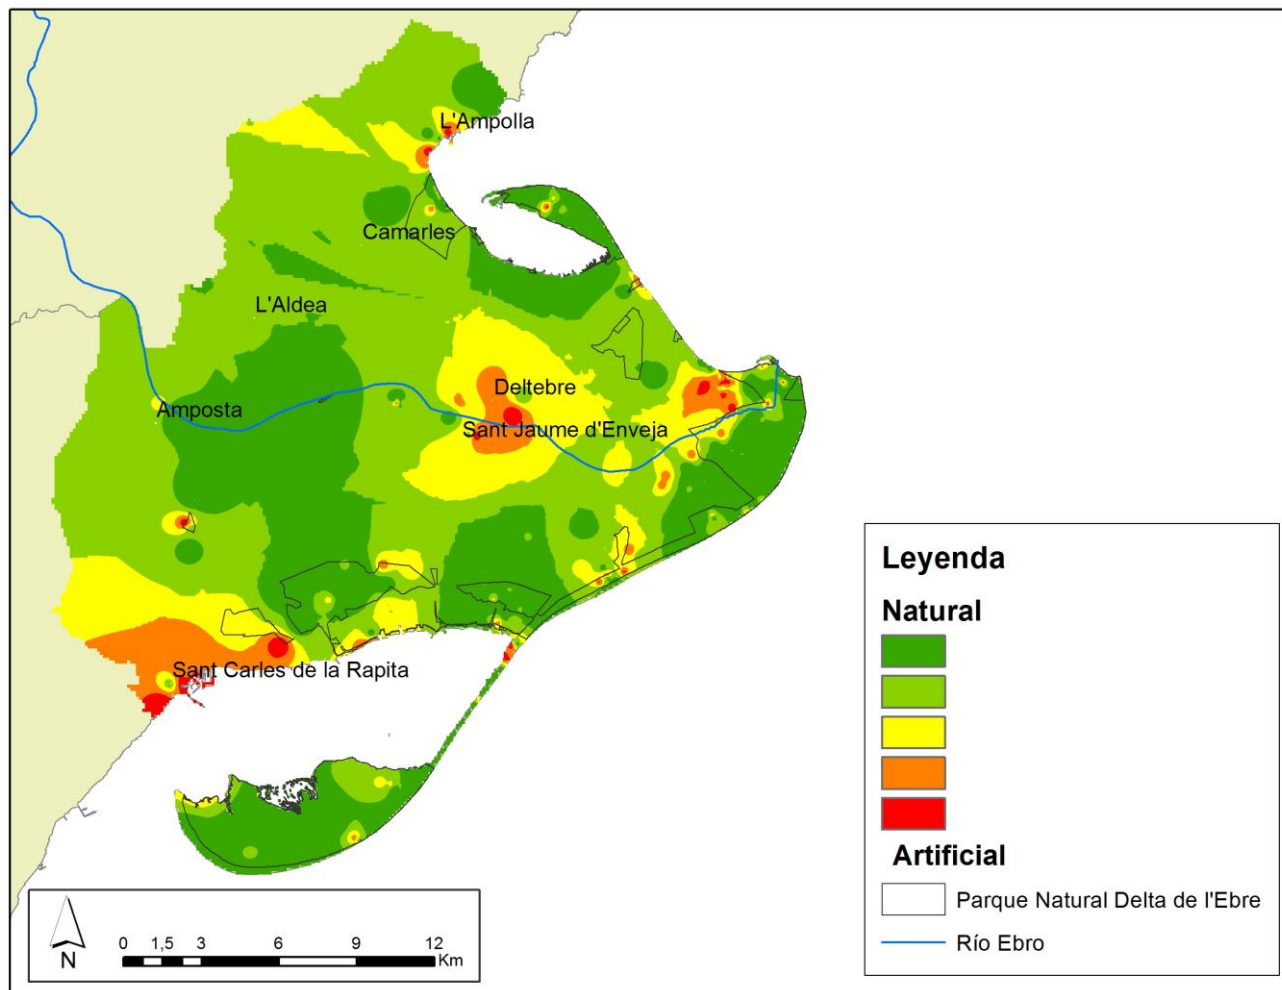 L'Ampolla
Camarles
L'Aldea
Deltebre
Amposta
Sant Jaume d'Enveja
Sant Carles de la Rapita
Leyenda
Natural
Artificial
Parque Natural Delta de l'Ebre
Río Ebro
N
0 1,5 3 6 9 12
Km